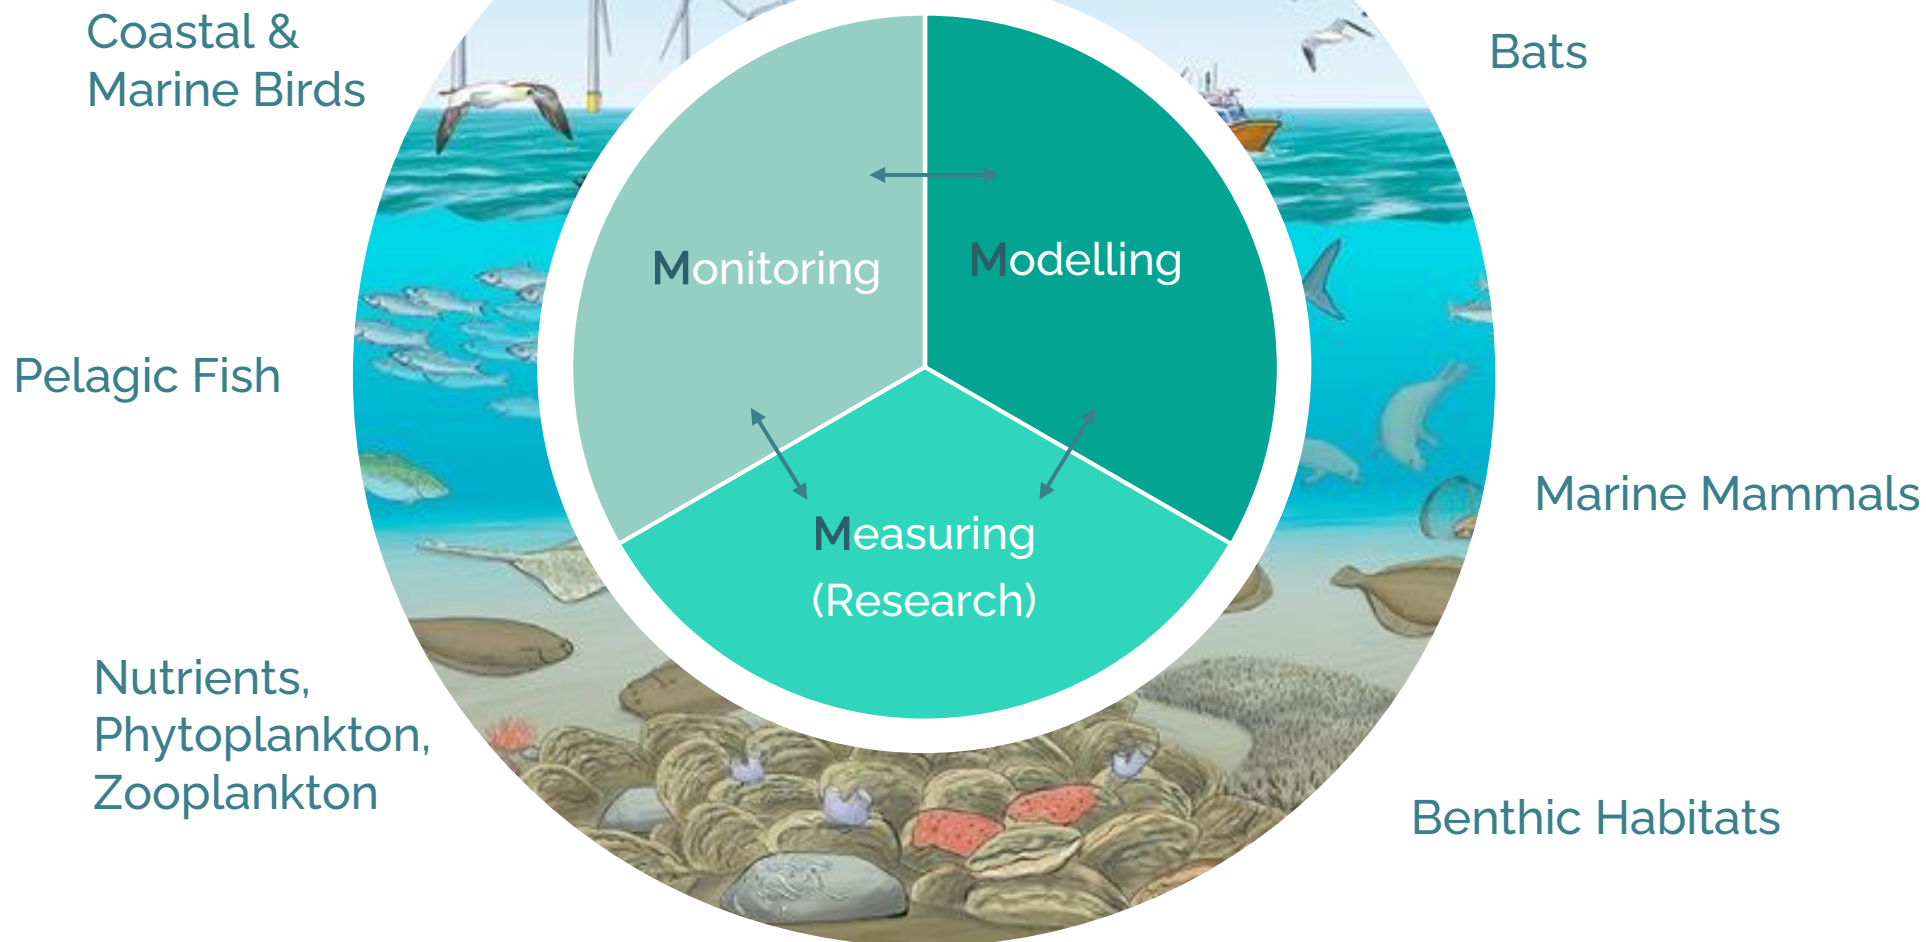 Coastal &
Marine Birds
Bats
Monitoring
Modelling
Pelagic Fish
Marine Mammals
Measuring
(Research)
Nutrients,
Phytoplankton,
Zooplankton
Benthic Habitats